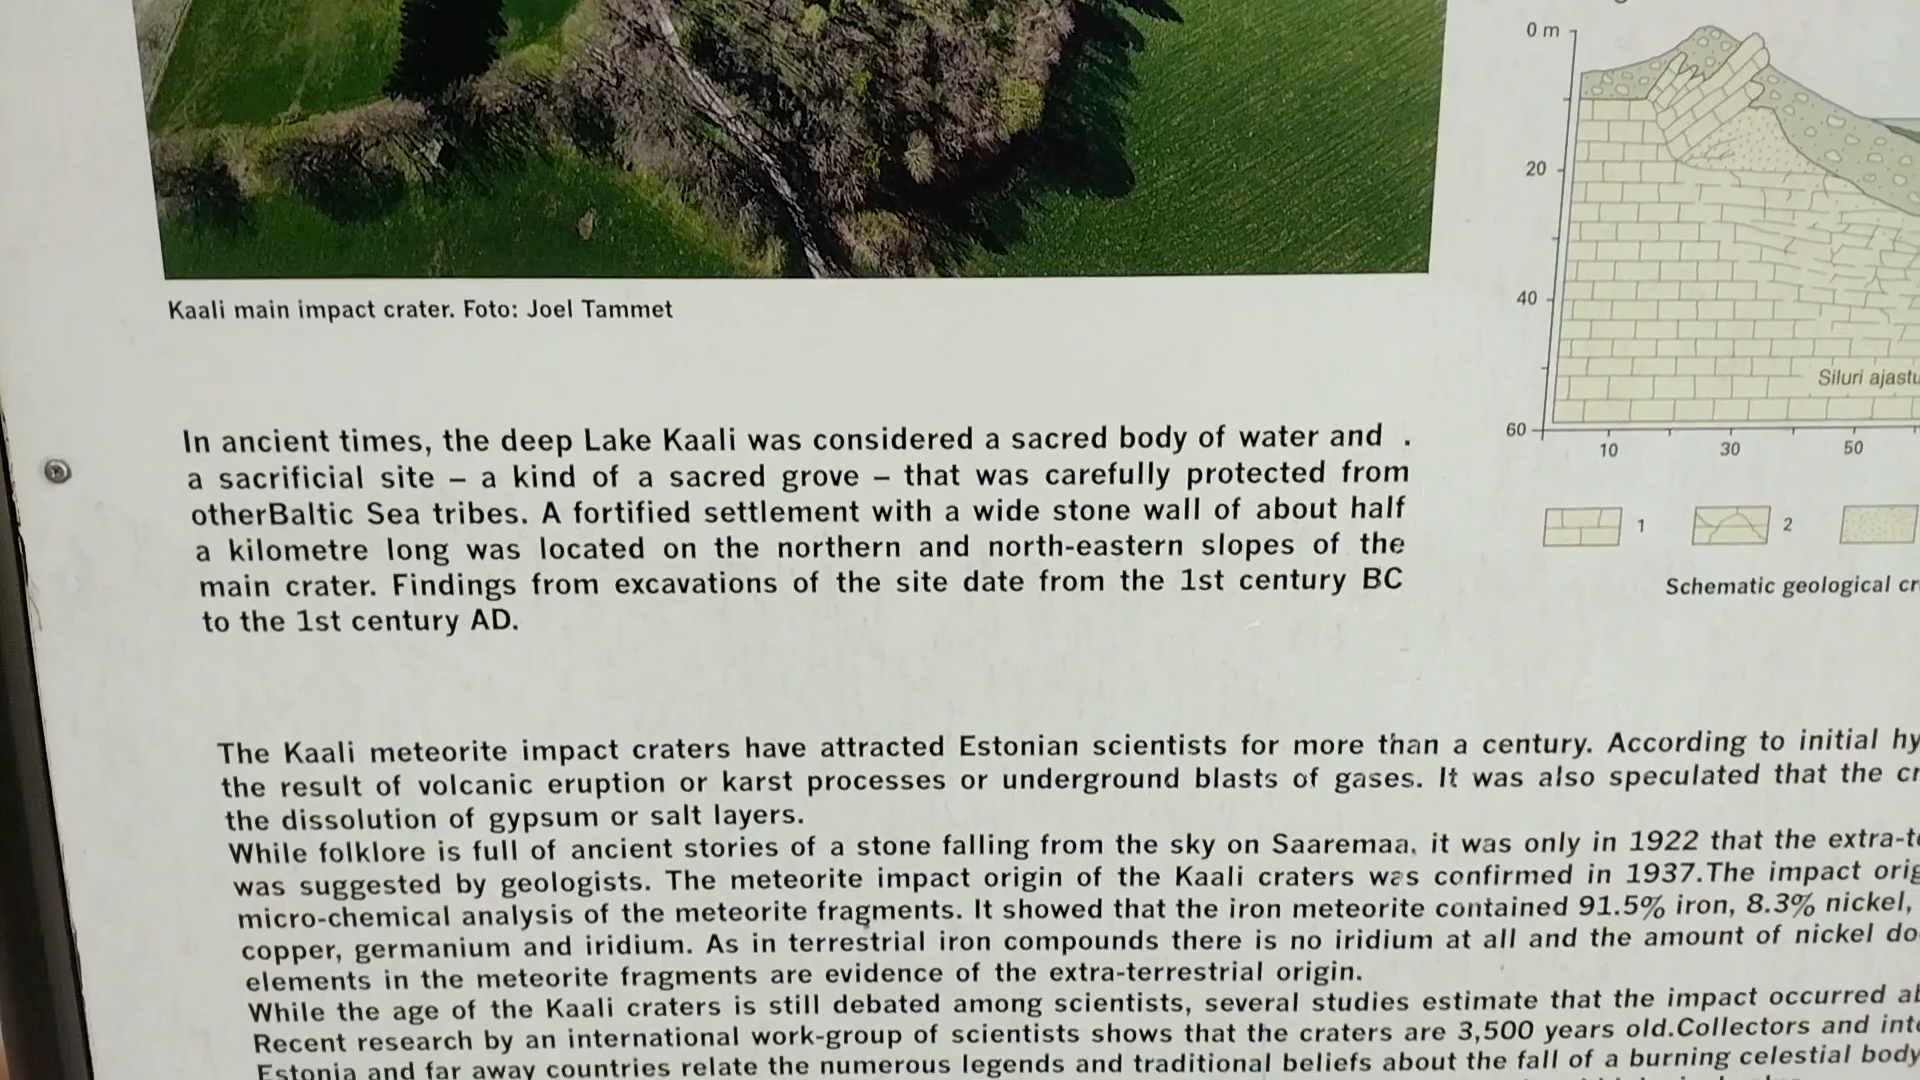 Kaali main impact crater. Foto: Joel Tammet
In ancient times, the deep Lake Kaali was considered a sacred body of water and .
a sacrificial site – a kind of a sacred grove – that was carefully protected from
otherBaltic Sea tribes. A fortified settlement with a wide stone wall of about half
a kilometre long was located on the northern and north-eastern slopes of the
main crater. Findings from excavations of the site date from the 1st century BC
to the 1st century AD.
0 m
20
40
60
10 30 50
Siluri ajastu
1 2
Schematic geological
The Kaali meteorite impact craters have attracted Estonian scientists for more than a century. According to initial
the result of volcanic eruption or karst processes or underground blasts of gases. It was also speculated that the
the dissolution of gypsum or salt layers.
While folklore is full of ancient stories of a stone falling from the sky on Saaremaa, it was only in 1922 that the
was suggested by geologists. The meteorite impact origin of the Kaali craters was confirmed in 1937.The impact
micro-chemical analysis of the meteorite fragments. It showed that the iron meteorite contained 91.5% iron, 8.3% nickel,
copper, germanium and iridium. As in terrestrial iron compounds there is no iridium at all and the amount of nickel
elements in the meteorite fragments are evidence of the extra-terrestrial origin.
While the age of the Kaali craters is still debated among scientists, several studies estimate that the impact occurred
Recent research by an international work-group of scientists shows that the craters are 3,500 years old.Collectors and
Estonia and far away countries relate the numerous legends and traditional beliefs about the fall of a burning celestial body